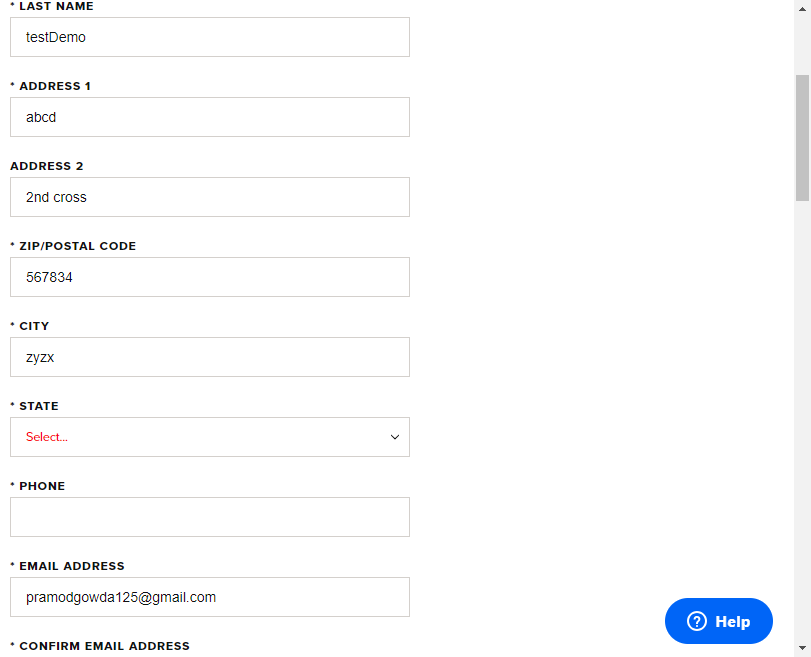 * LAST NAME
testDemo
* ADDRESS 1
abcd
ADDRESS 2
2nd cross
* ZIP/POSTAL CODE
567834
* CITY
zyzx
* STATE
Select...
* PHONE
* EMAIL ADDRESS
pramodgowda125@gmail.com
? Help
* CONFIRM EMAIL ADDRESS